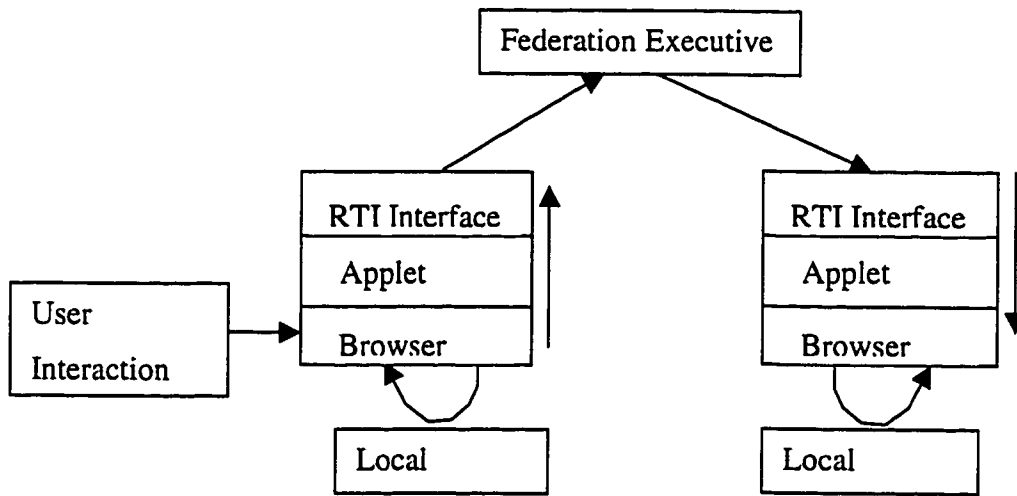 Federation Executive
RTI Interface
Applet
Browser
User
Interaction
Local
RTI Interface
Applet
Browser
Local